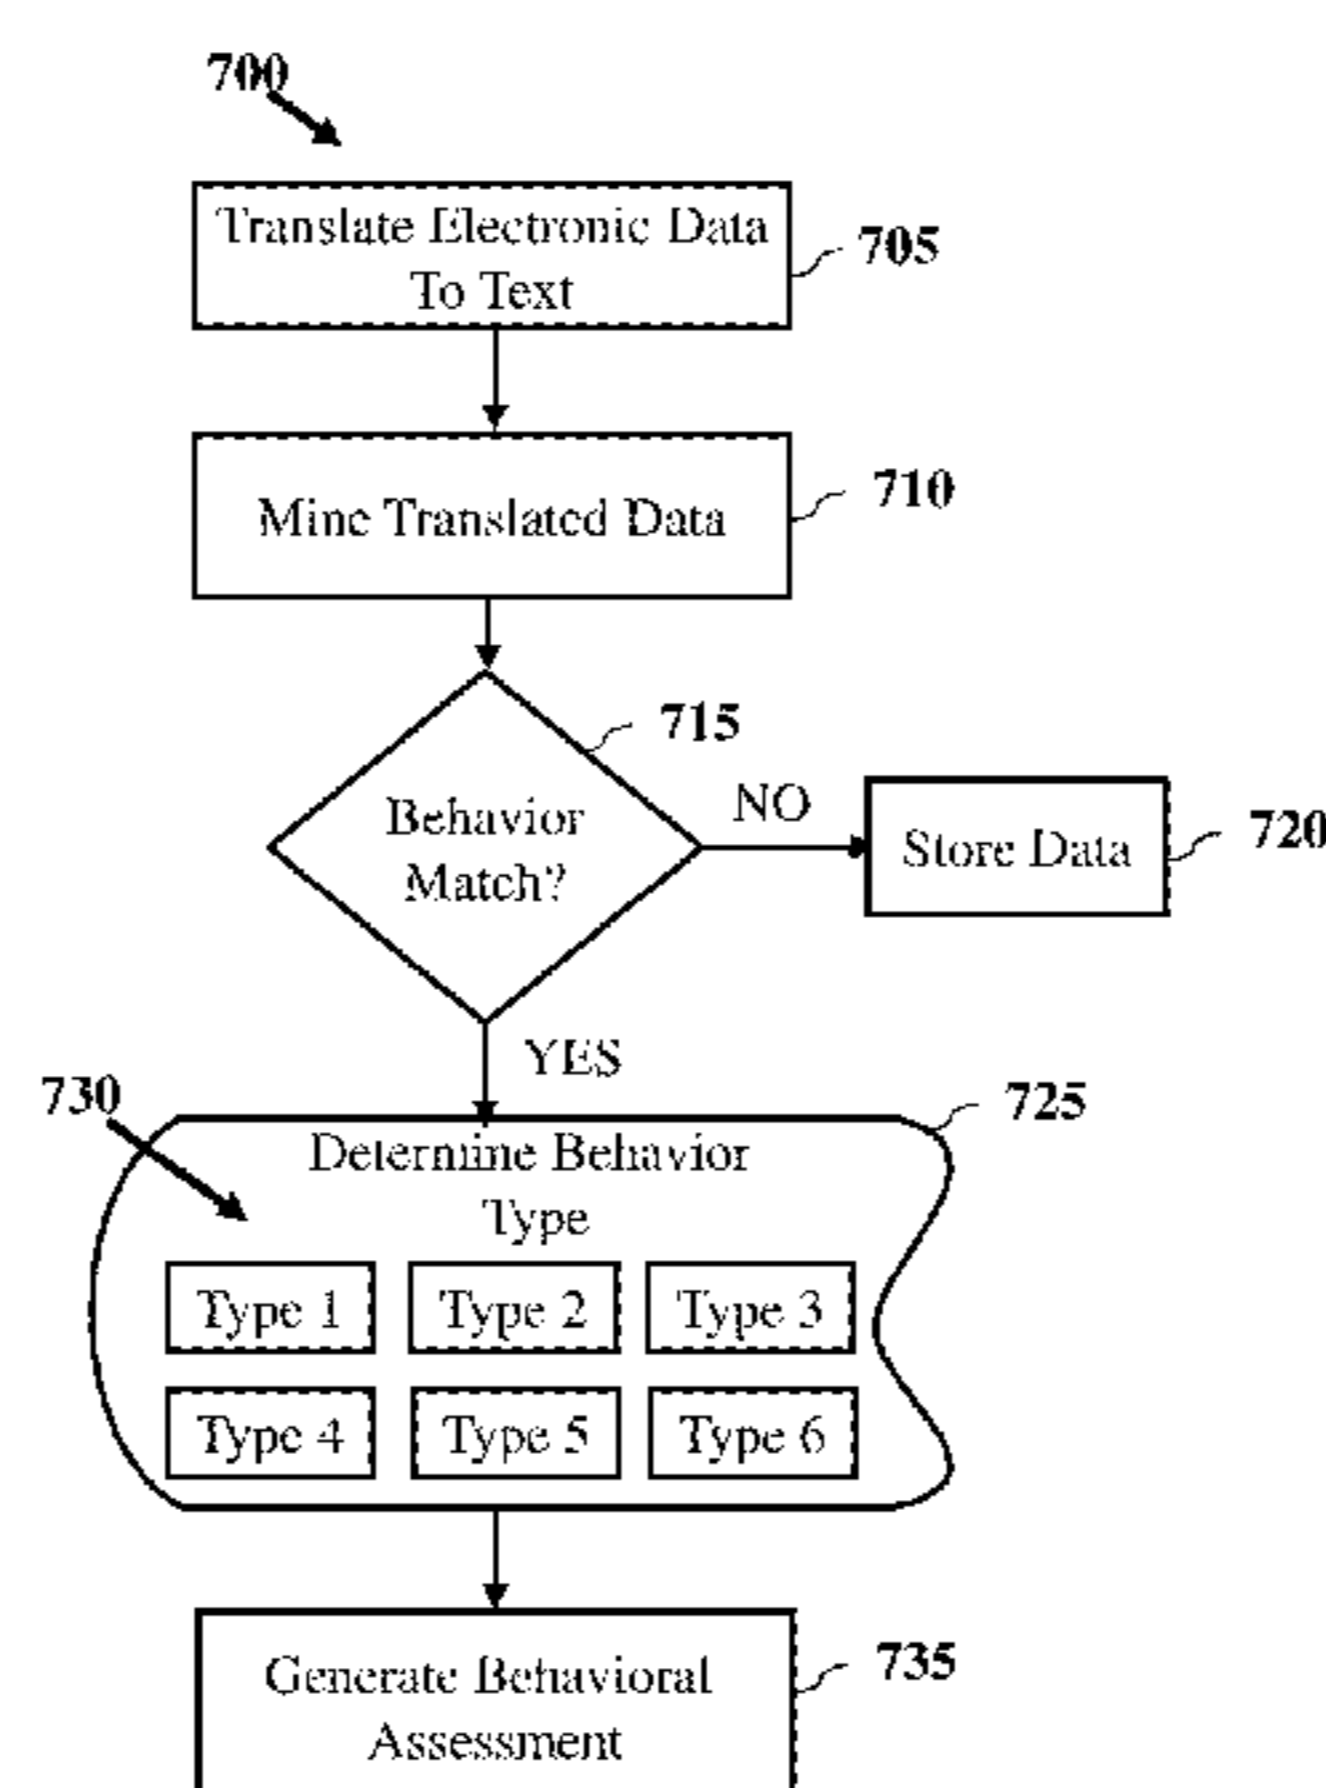 700
Translate Electronic Data
To Text
705
Mine Translated Data
710
715
Behavior
Match?
NO
Store Data
720
YES
730
725
Determine Behavior
Type
Type 1
Type 2
Type 3
Type 4
Type 5
Type 6
Generate Behavioral
Assessment
735